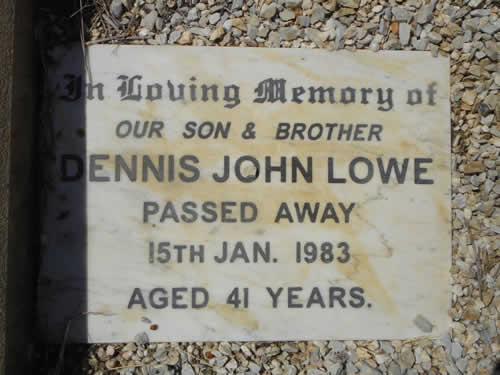 In Loving Memory of
OUR SON & BROTHER
DENNIS JOHN LOWE
PASSED AWAY
15TH JAN. 1983
AGED 41 YEARS.